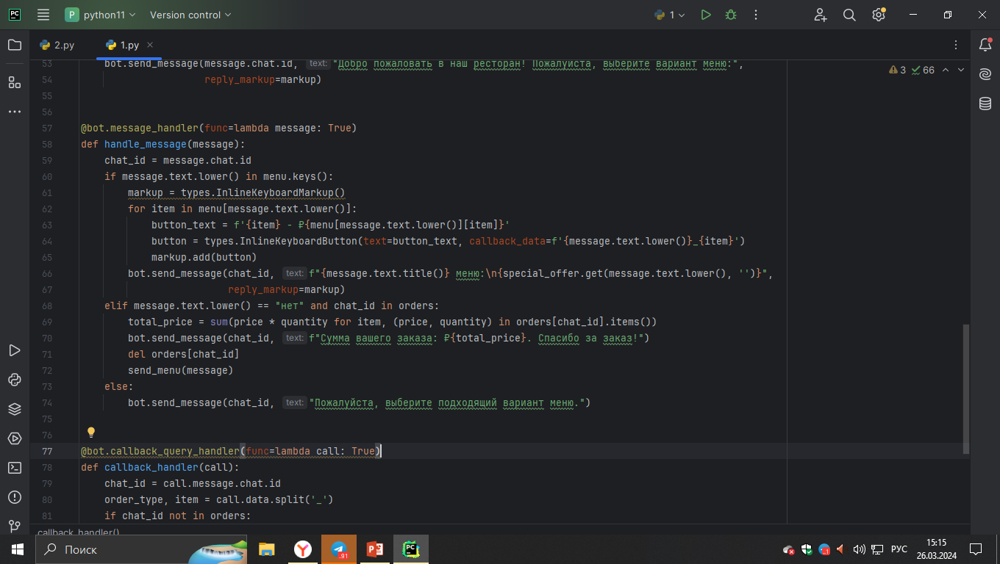 PC
P python11
Version control
1
2.py
1.py
3 66
53 bot.send_message(message.chat.id, text: "Добро пожаловать в наш ресторан! Пожалуйста, выберите вариант меню:",
54 reply_markup=markup)
55
56
57 @bot.message_handler(func=lambda message: True)
58 def handle_message(message):
59 chat_id = message.chat.id
60 if message.text.lower() in menu.keys():
61 markup = types.InlineKeyboardMarkup()
62 for item in menu[message.text.lower()]:
63 button_text = f'{item} - ₽{menu[message.text.lower()][item]}'
64 button = types.InlineKeyboardButton(text=button_text, callback_data=f'{message.text.lower()}_{item}')
65 markup.add(button)
66 bot.send_message(chat_id, text: f"{message.text.title()} меню:\n{special_offer.get(message.text.lower(), '')}",
67 reply_markup=markup)
68 elif message.text.lower() == "нет" and chat_id in orders:
69 total_price = sum(price * quantity for item, (price, quantity) in orders[chat_id].items())
70 bot.send_message(chat_id, text: f"Сумма вашего заказа: ₽{total_price}. Спасибо за заказ!")
71 del orders[chat_id]
72 send_menu(message)
73 else:
74 bot.send_message(chat_id, text: "Пожалуйста, выберите подходящий вариант меню.")
75
76
77 @bot.callback_query_handler(func=lambda call: True)
78 def callback_handler(call):
79 chat_id = call.message.chat.id
80 order_type, item = call.data.split('_')
81 if chat_id not in orders:
callback_handler()
Поиск
91
PC
РУС
15:15
26.03.2024